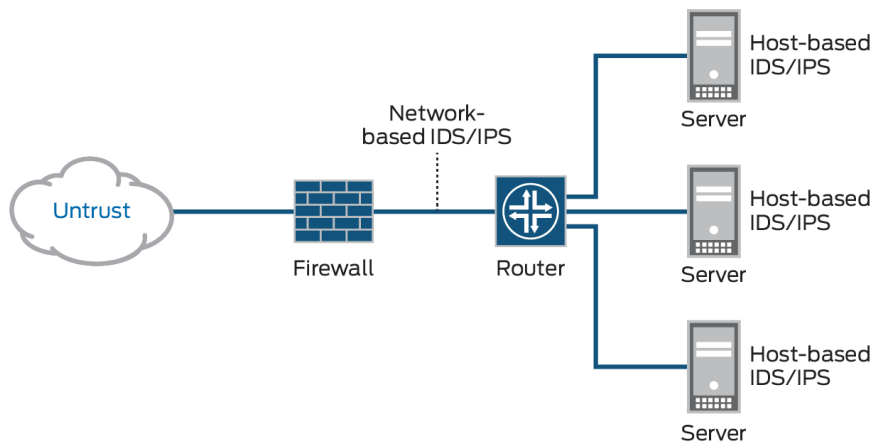 Untrust
Firewall
Network-
based IDS/IPS
Router
Host-based
IDS/IPS
Server
Host-based
IDS/IPS
Server
Host-based
IDS/IPS
Server